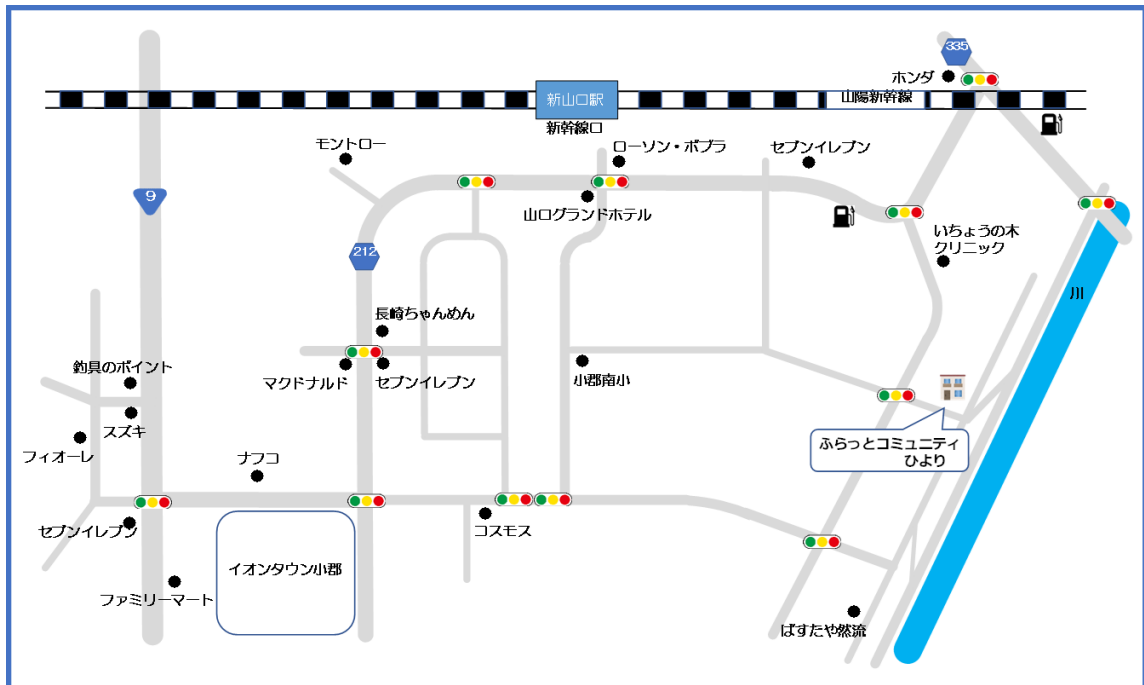 335
ホンダ
新山口駅
山陽新幹線
新幹線口
モントロー
ローソン・ポプラ
セブンイレブン
9
山口グランドホテル
いちょうの木
クリニック
212
川
長崎ちゃんめん
釣具のポイント
マクドナルド
セブンイレブン
小郡南小
スズキ
フィオーレ
ふらっとコミュニティ
ひより
ナフコ
セブンイレブン
コスモス
イオンタウン小郡
ファミリーマート
ぱすたや然流